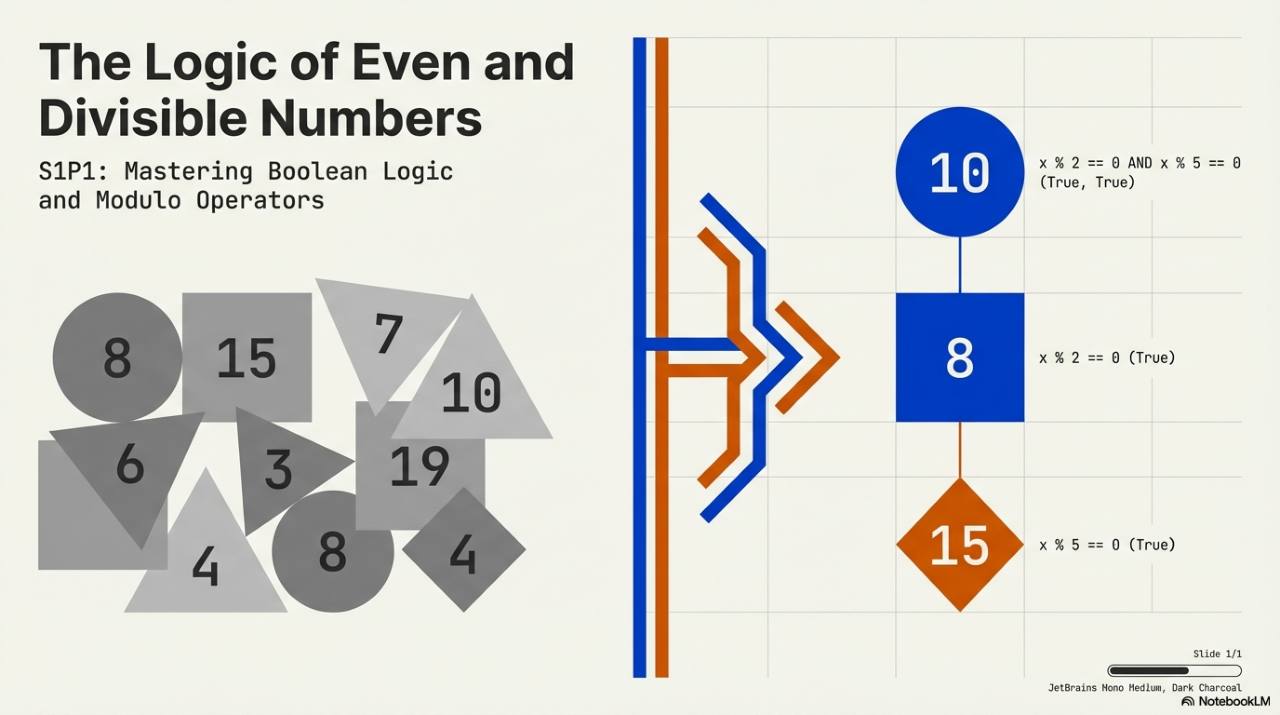 The Logic of Even and
Divisible Numbers
S1P1: Mastering Boolean Logic
and Modulo Operators
8
15
7
10
6
3
19
4
8
4
10
x % 2 == 0 AND x % 5 == 0
(True, True)
8
x % 2 == 0 (True)
15
x % 5 == 0 (True)
Slide 1/1
JetBrains Mono Medium, Dark Charcoal
NotebookLM